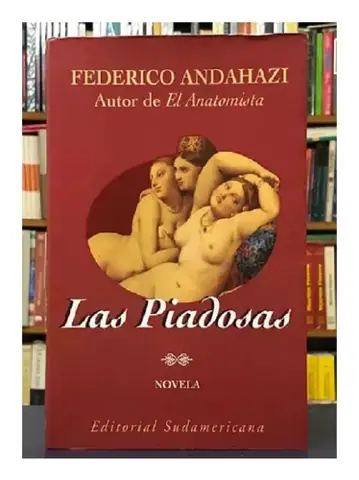 FEDERICO ANDAHAZI
Autor de El Anatomista
Las Piadosas
NOVELA
Editorial Sudamericana